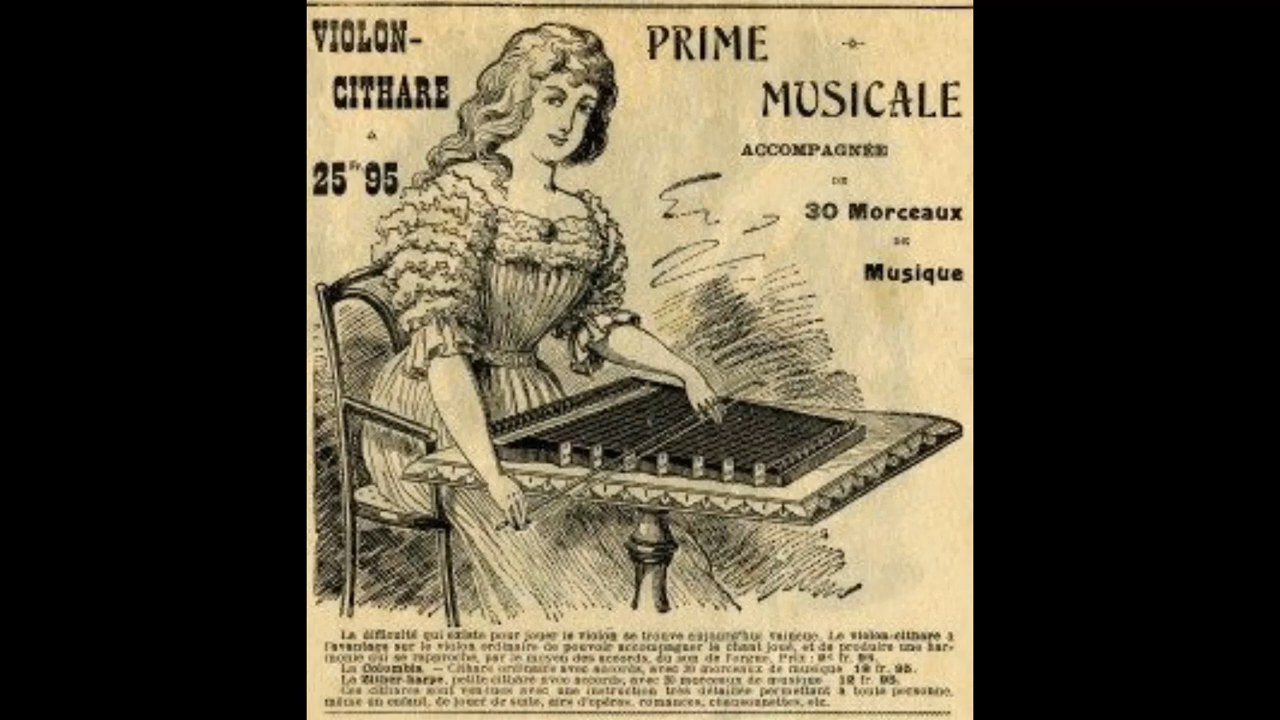 VIOLON-
CITHARE
à
25 Fr 95
PRIME
MUSICALE
ACCOMPAGNÉE
DE
30 Morceaux
DE
Musique
La difficulté qui existe pour jouer le violon se trouve aujourd'hui vaincue. Le violon-cithare a
l'avantage sur le violon ordinaire de pouvoir accompagner le chant joué, et de produire une har-
monie qui se rapproche, par le moyen des accords, du son de l'orgue. Prix : fr. 95.
La Columbia. — Cithare ordinaire avec accords, avec 20 morceaux de musique fr. 95.
La Zither-harpe, petite cithare avec accords, avec 20 morceaux de musique 12 fr. 95.
Ces cithares sont vendues avec une instruction très détaillée permettant à toute personne,
même un enfant, de jouer de suite, airs d'opéras, romances, chansonnettes, etc.